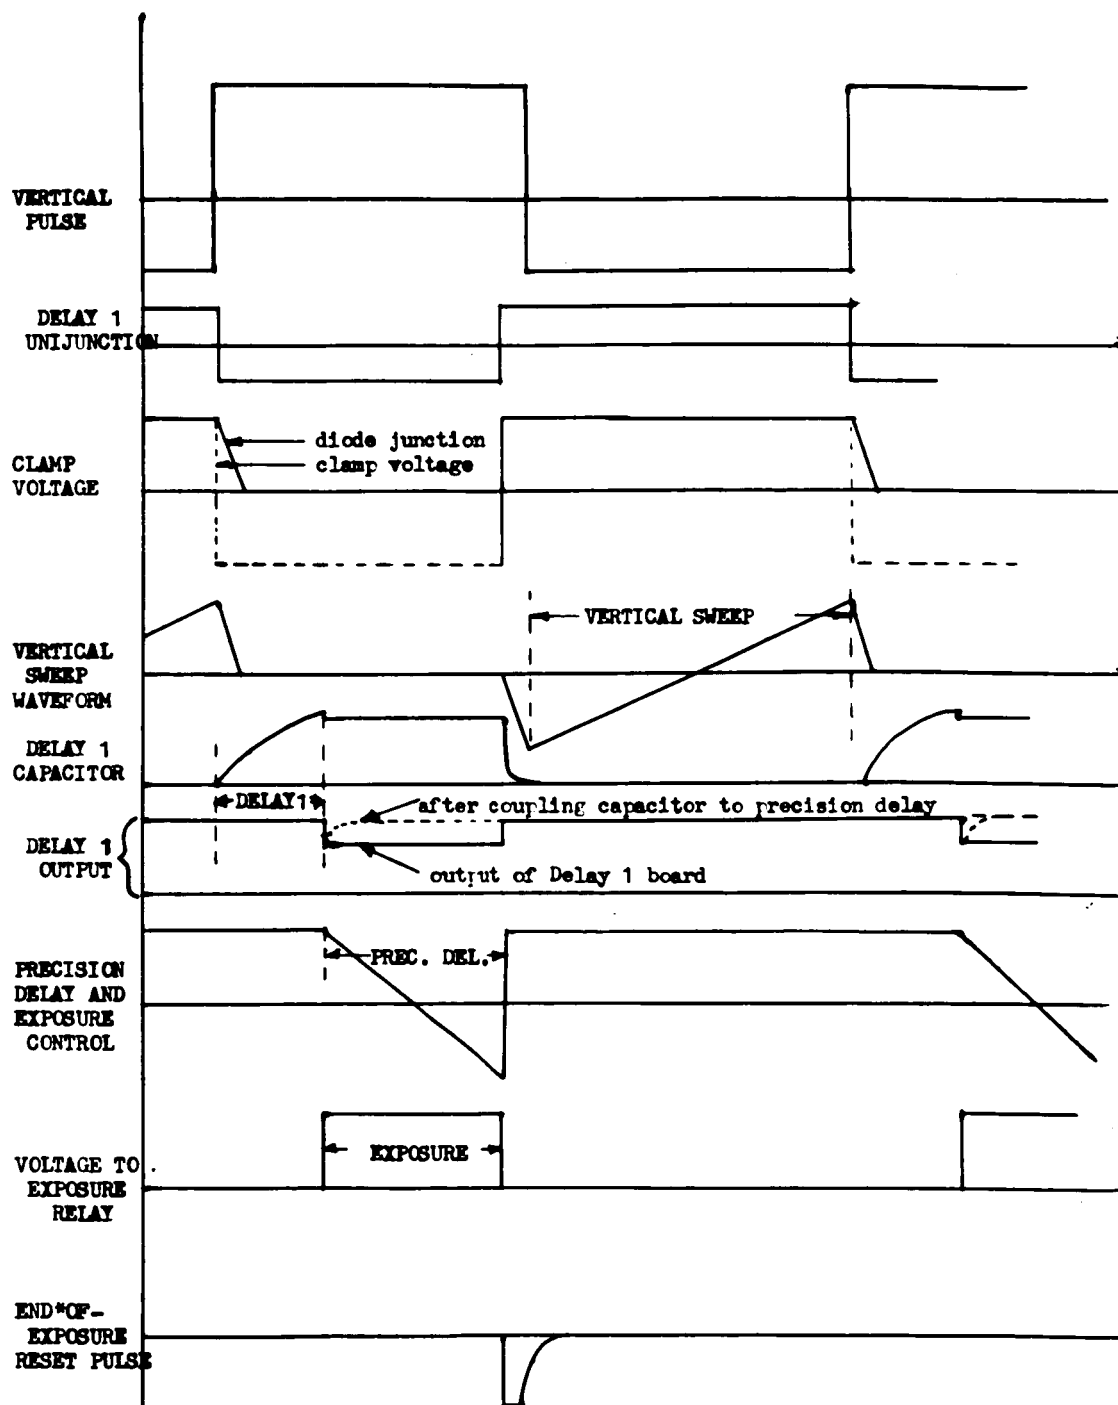 VERTICAL
PULSE
DELAY 1
UNIJUNCTION
diode junction
clamp voltage
CLAMP
VOLTAGE
VERTICAL SWEEP
VERTICAL
SWEEP
WAVEFORM
DELAY 1
CAPACITOR
DELAY1
after coupling capacitor to precision delay
DELAY 1
OUTPUT
output of Delay 1 board
PREC. DEL.
PRECISION
DELAY AND
EXPOSURE
CONTROL
EXPOSURE
VOLTAGE TO
EXPOSURE
RELAY
END*OF-
EXPOSURE
RESET PULSE